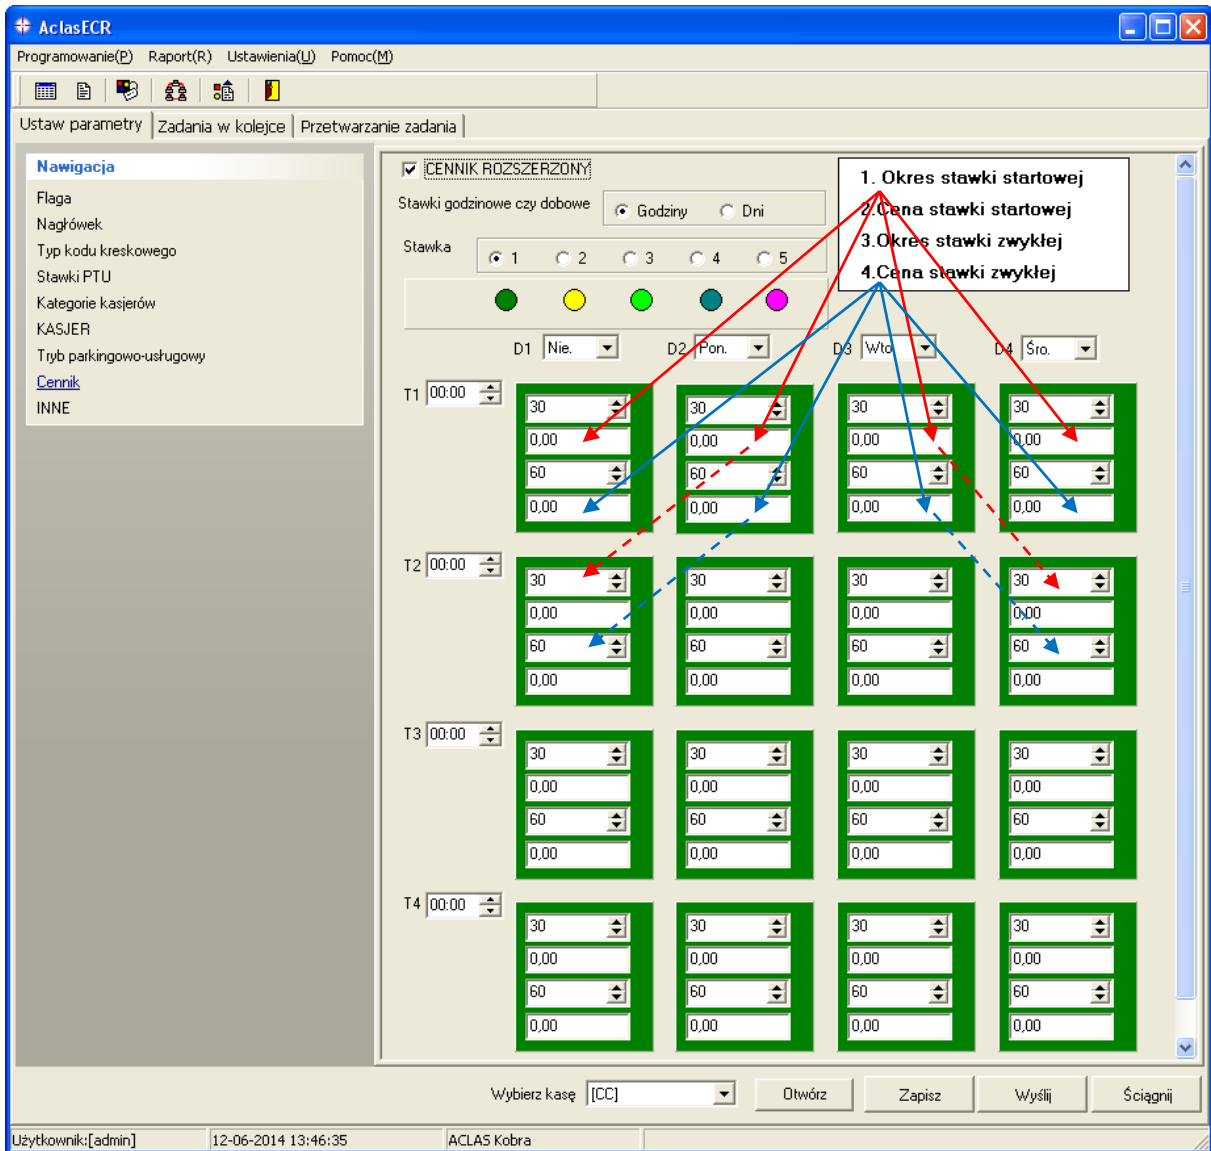 AclasECR
Programowanie(P) Raport(R) Ustawienia(U) Pomoc(M)
Ustaw parametry Zadania w kolejce Przetwarzanie zadania
Nawigacja
Flaga
Nagłówek
Typ kodu kreskowego
Stawki PTU
Kategorie kasjerów
KASJER
Tryb parkingowo-usługowy
Cennik
INNE
CENNIK ROZSZERZONY
Stawki godzinowe czy dobowe Godziny Dni
Stawka 1 2 3 4 5
1. Okres stawki startowej
2.Cena stawki startowej
3.Okres stawki zwykłej
4.Cena stawki zwykłej
D1 Nie. D2 Pon. D3 Wto. D4 Śro.
T1 00:00
30 30 30 30
0,00 0,00 0,00 0,00
60 60 60 60
0,00 0,00 0,00 0,00
T2 00:00
30 30 30 30
0,00 0,00 0,00 0,00
60 60 60 60
0,00 0,00 0,00 0,00
T3 00:00
30 30 30 30
0,00 0,00 0,00 0,00
60 60 60 60
0,00 0,00 0,00 0,00
T4 00:00
30 30 30 30
0,00 0,00 0,00 0,00
60 60 60 60
0,00 0,00 0,00 0,00
Wybierz kasę [CC] Otwórz Zapisz Wyślij Ściągnij
Użytkownik:[admin] 12-06-2014 13:46:35 ACLAS Kobra